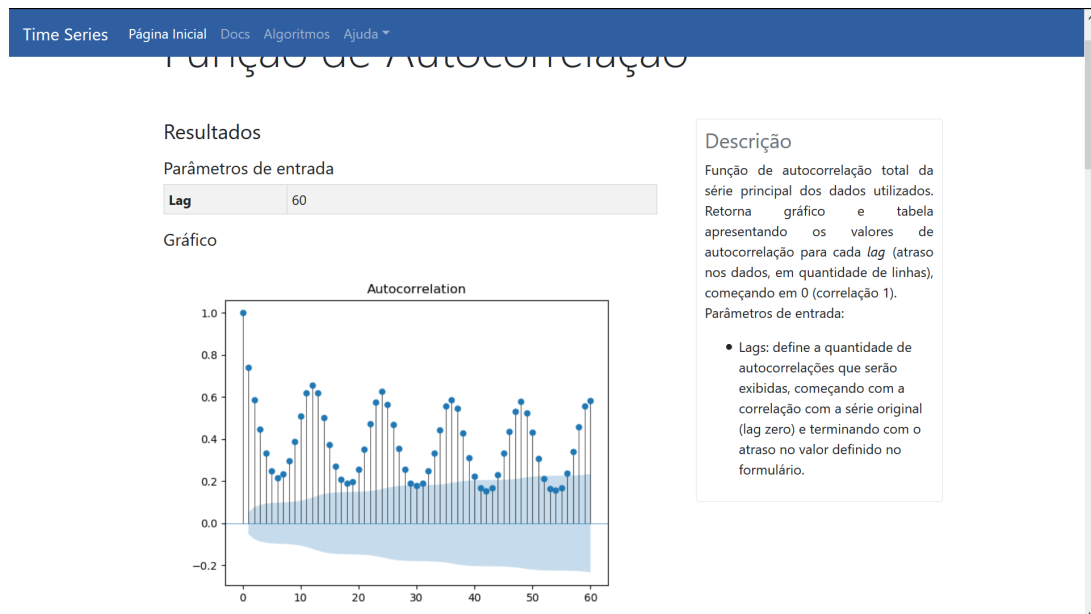 Time Series Página Inicial Docs Algoritmos Ajuda
Função de Autocorrelação
Resultados
Parâmetros de entrada
Lag 60
Gráfico
Autocorrelation
1.0
0.8
0.6
0.4
0.2
0.0
−0.2
0 10 20 30 40 50 60
Descrição
Função de autocorrelação total da
série principal dos dados utilizados.
Retorna gráfico e tabela
apresentando os valores de
autocorrelação para cada lag (atraso
nos dados, em quantidade de linhas),
começando em 0 (correlação 1).
Parâmetros de entrada:
• Lags: define a quantidade de
autocorrelações que serão
exibidas, começando com a
correlação com a série original
(lag zero) e terminando com o
atraso no valor definido no
formulário.